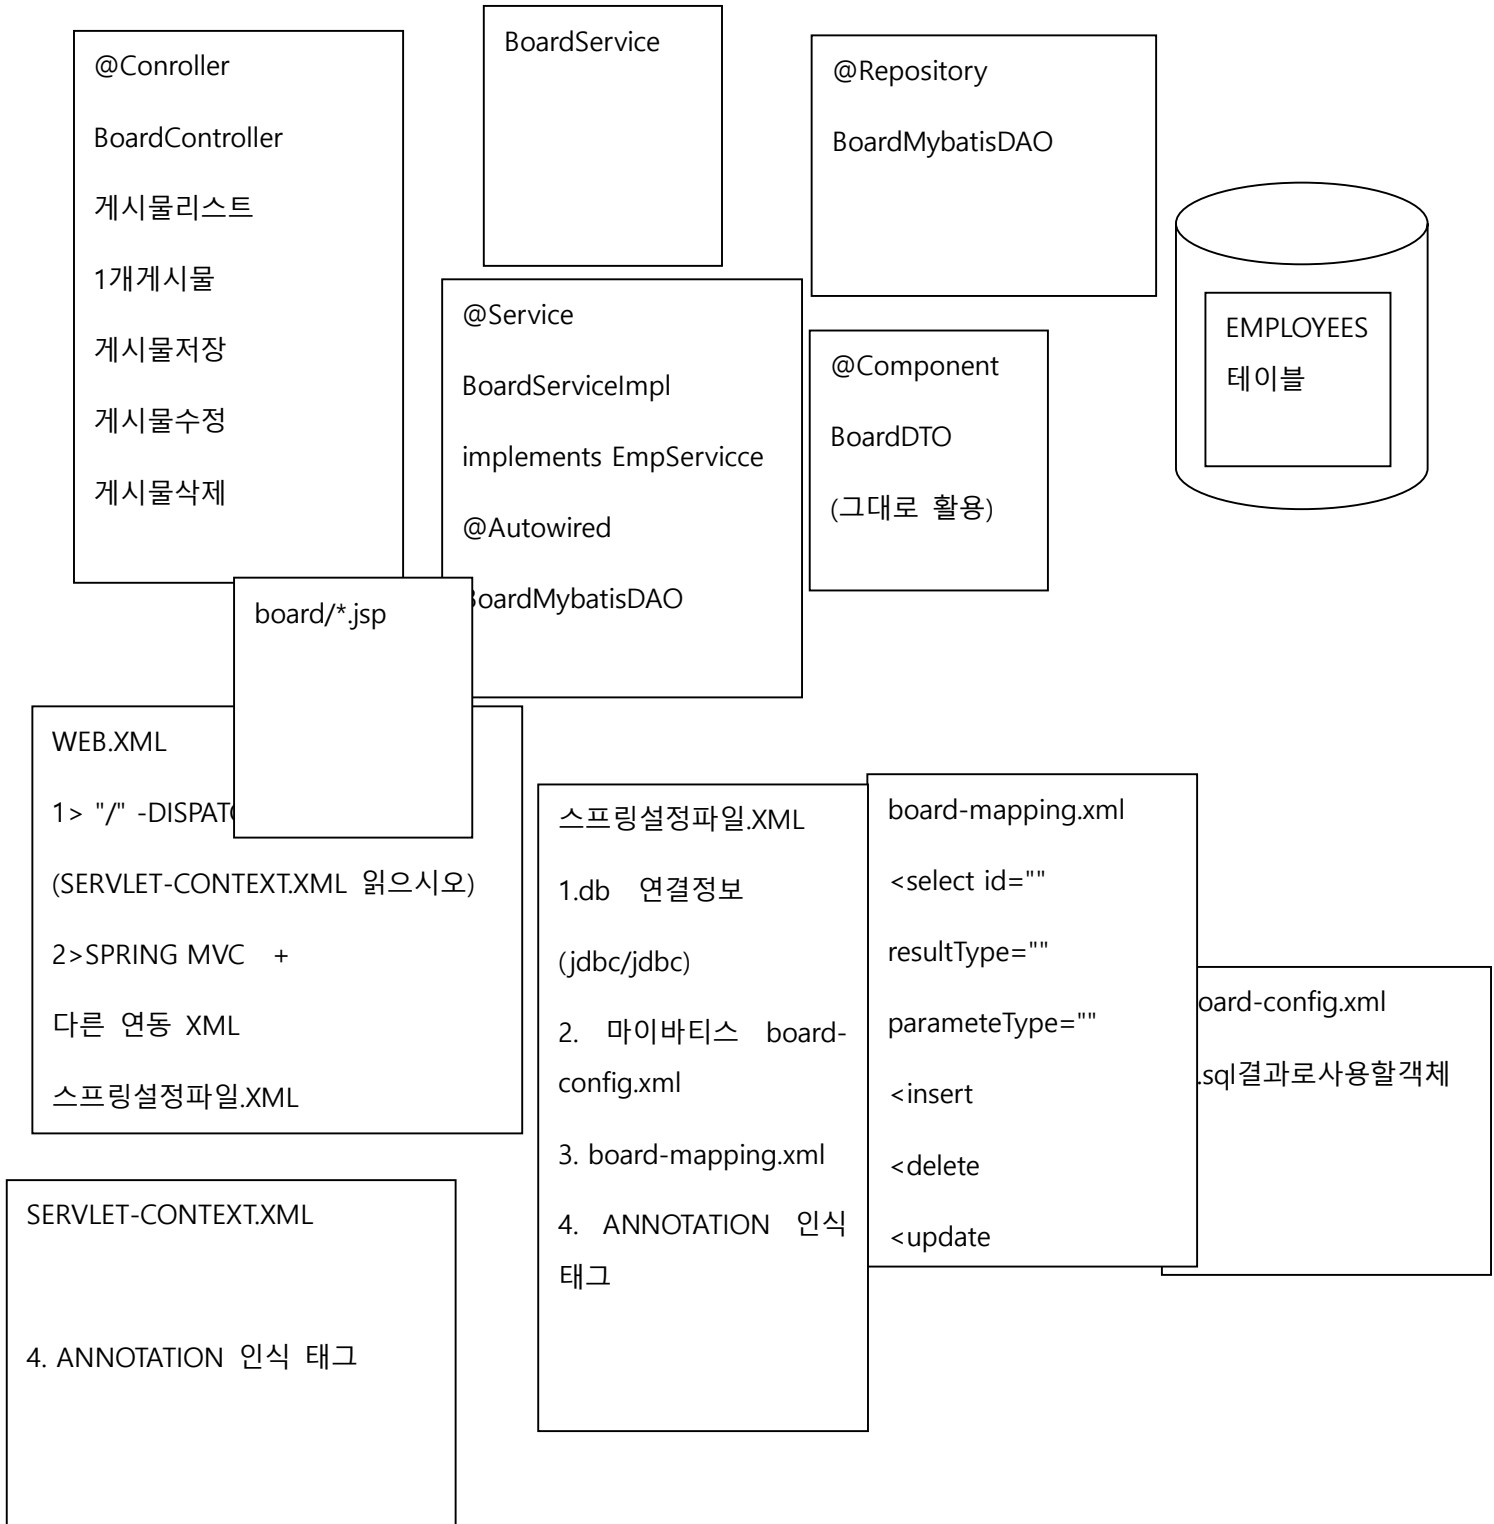 @Conroller
BoardController
게시물리스트
1개게시물
게시물저장
게시물수정
게시물삭제
BoardService
@Repository
BoardMybatisDAO
EMPLOYEES
테이블
@Service
BoardServiceImpl
implements EmpServicce
@Autowired
oardMybatisDAO
@Component
BoardDTO
(그대로 활용)
board/*.jsp
WEB.XML
1> "/" -DISPAT
(SERVLET-CONTEXT.XML 읽으시오)
2>SPRING MVC +
다른 연동 XML
스프링설정파일.XML
스프링설정파일.XML
1.db 연결정보
(jdbc/jdbc)
2. 마이바티스 board-
config.xml
3. board-mapping.xml
4. ANNOTATION 인식
태그
board-mapping.xml
<select id=""
resultType=""
parameteType=""
<insert
<delete
<update
oard-config.xml
.sql결과로사용할객체
SERVLET-CONTEXT.XML
4. ANNOTATION 인식 태그